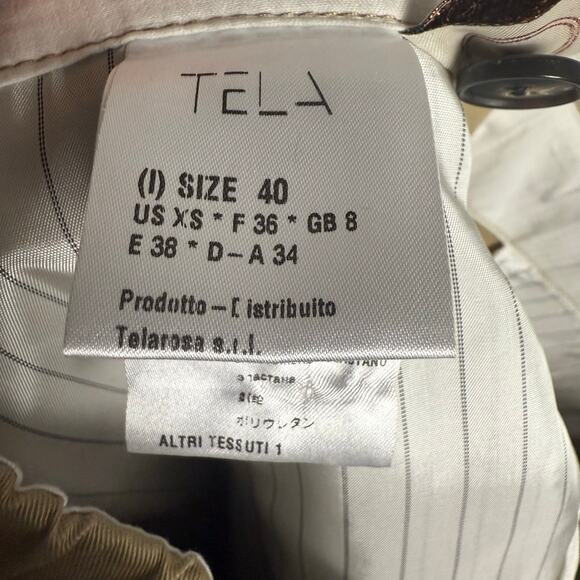 TELA
(I) SIZE 40
US XS * F 36 * GB 8
E 38 * D-A 34
Prodotto - Distribuito
Telarosa s.r.l.
ポリウレタン
ALTRI TESSUTI 1